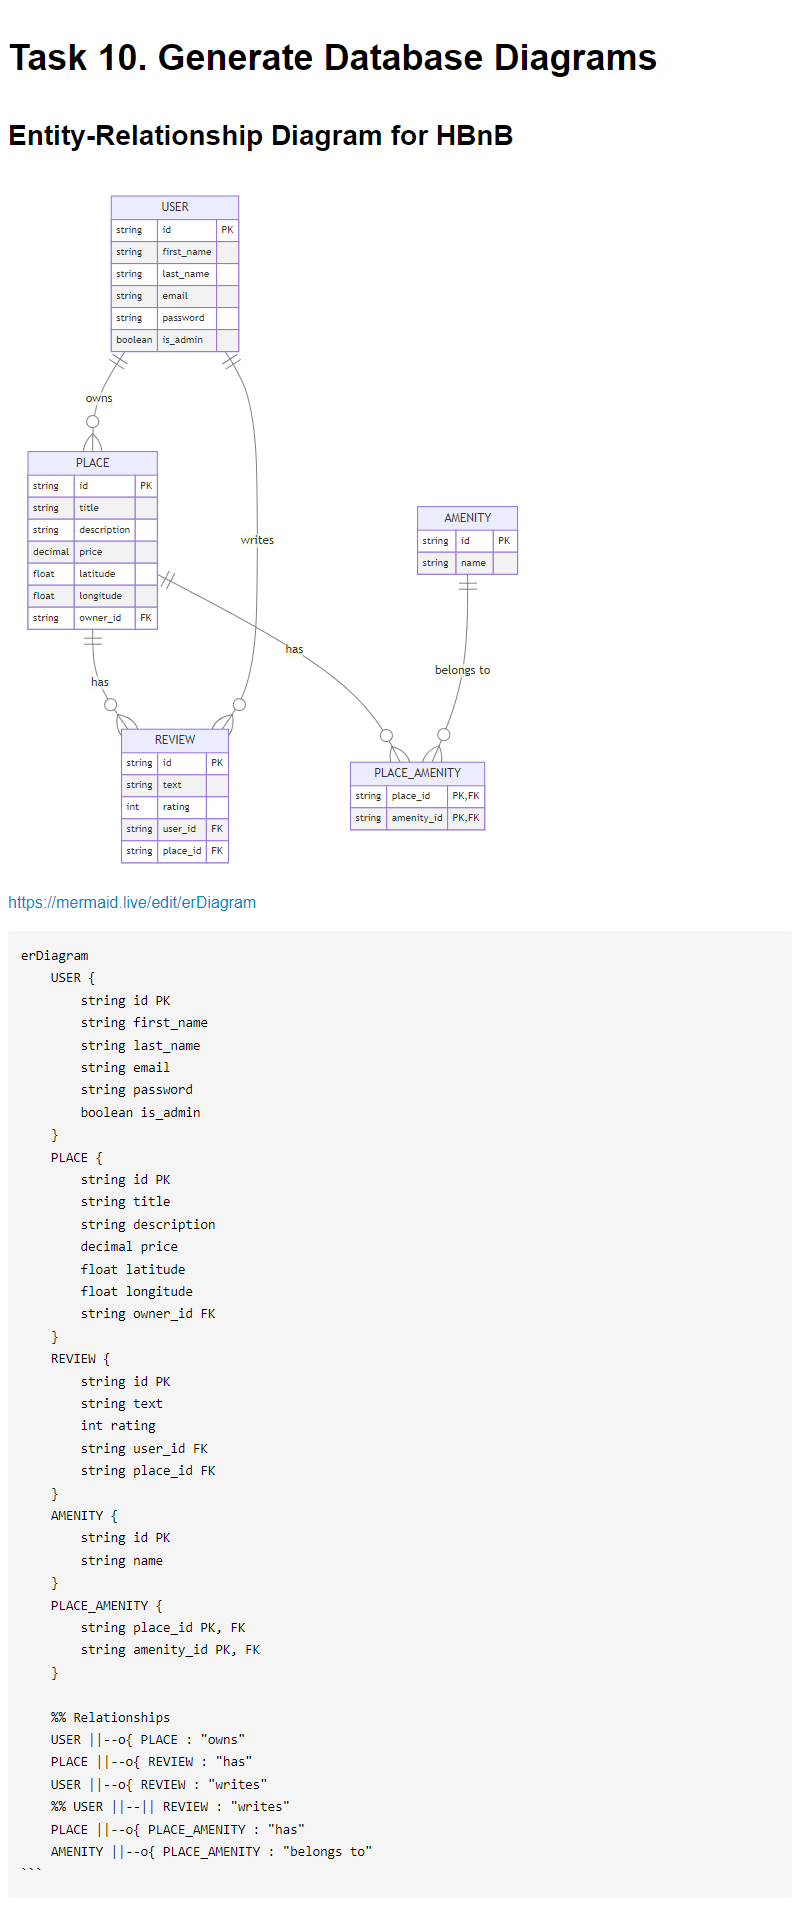 Task 10. Generate Database Diagrams
Entity-Relationship Diagram for HBnB
USER
string id PK
string first_name
string last_name
string email
string password
boolean is_admin
owns
PLACE
string id PK
string title
string description
decimal price
float latitude
float longitude
string owner_id FK
AMENITY
string id PK
string name
writes
has
belongs to
has
REVIEW
string id PK
string text
int rating
string user_id FK
string place_id FK
PLACE_AMENITY
string place_id PK,FK
string amenity_id PK,FK
https://mermaid.live/edit/erDiagram
erDiagram
    USER {
        string id PK
        string first_name
        string last_name
        string email
        string password
        boolean is_admin
    }
    PLACE {
        string id PK
        string title
        string description
        decimal price
        float latitude
        float longitude
        string owner_id FK
    }
    REVIEW {
        string id PK
        string text
        int rating
        string user_id FK
        string place_id FK
    }
    AMENITY {
        string id PK
        string name
    }
    PLACE_AMENITY {
        string place_id PK, FK
        string amenity_id PK, FK
    }
    %% Relationships
    USER ||--o{ PLACE : "owns"
    PLACE ||--o{ REVIEW : "has"
    USER ||--o{ REVIEW : "writes"
    %% USER ||--|| REVIEW : "writes"
    PLACE ||--o{ PLACE_AMENITY : "has"
    AMENITY ||--o{ PLACE_AMENITY : "belongs to"
```